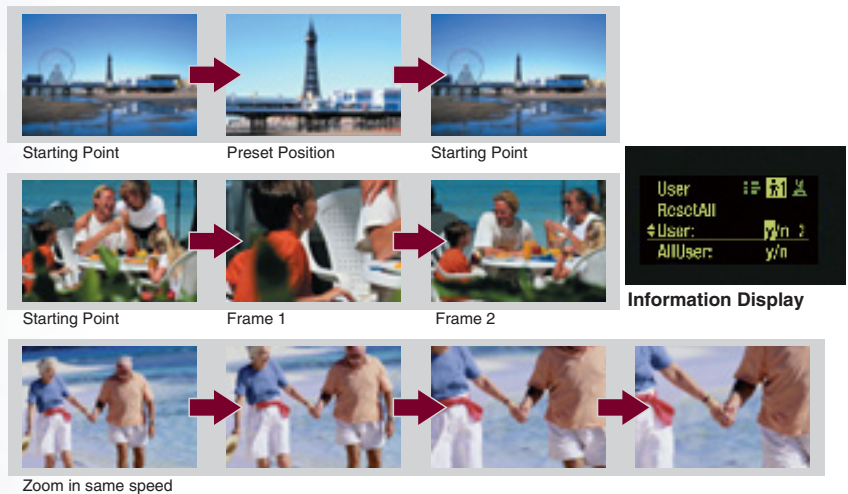 Starting Point
Preset Position
Starting Point
User
ResetAll
User: y/n
AllUser: y/n
Information Display
Starting Point
Frame 1
Frame 2
Zoom in same speed